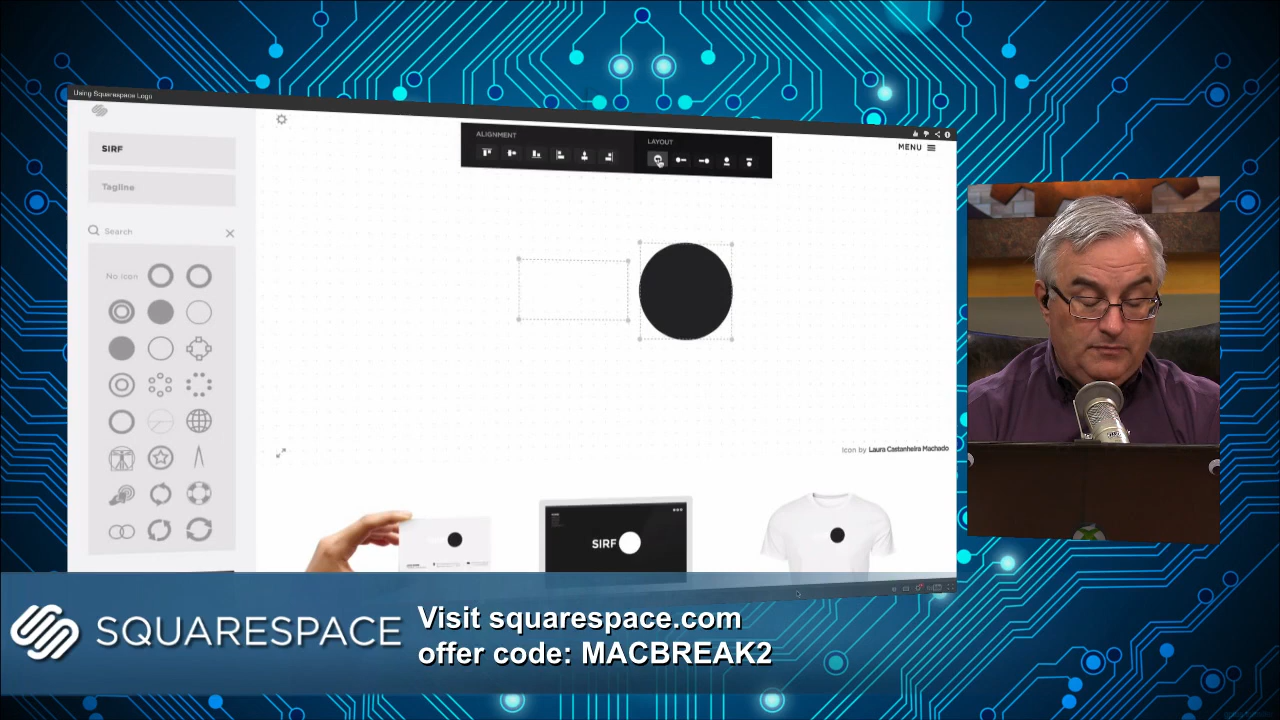 Using Squarespace Logo
ALIGNMENT
LAYOUT
MENU
SIRF
Tagline
Search
No Icon
Icon by Laura Castanheira Machado
SIRF
SQUARESPACE
Visit squarespace.com
offer code: MACBREAK2